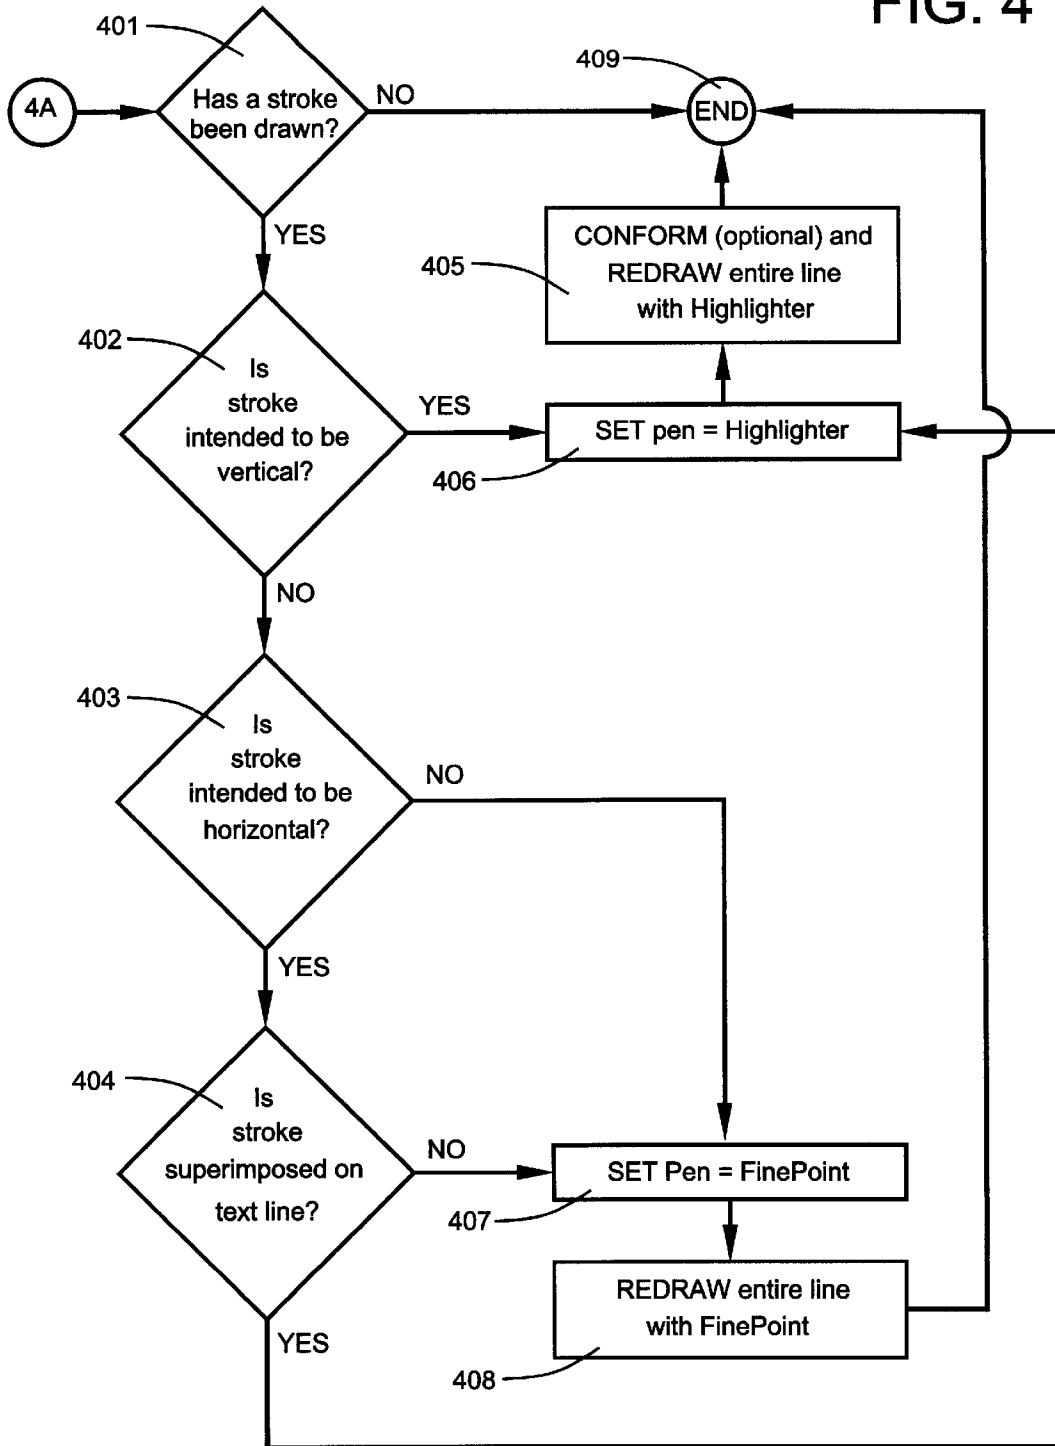 FIG. 4
401
409
4A
Has a stroke
been drawn?
NO
END
YES
CONFORM (optional) and
REDRAW entire line
with Highlighter
405
402
Is
stroke
intended to be
vertical?
YES
SET pen = Highlighter
406
NO
403
Is
stroke
intended to be
horizontal?
NO
YES
404
Is
stroke
superimposed on
text line?
NO
SET Pen = FinePoint
407
REDRAW entire line
with FinePoint
YES
408